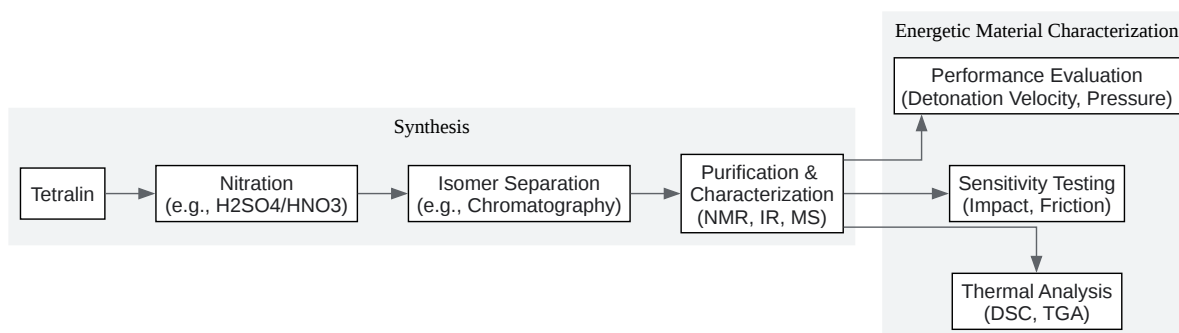 Energetic Material Characterization
Performance Evaluation
(Detonation Velocity, Pressure)
Synthesis
Tetralin
Nitration
(e.g., H2SO4/HNO3)
Isomer Separation
(e.g., Chromatography)
Purification &
Characterization
(NMR, IR, MS)
Sensitivity Testing
(Impact, Friction)
Thermal Analysis
(DSC, TGA)